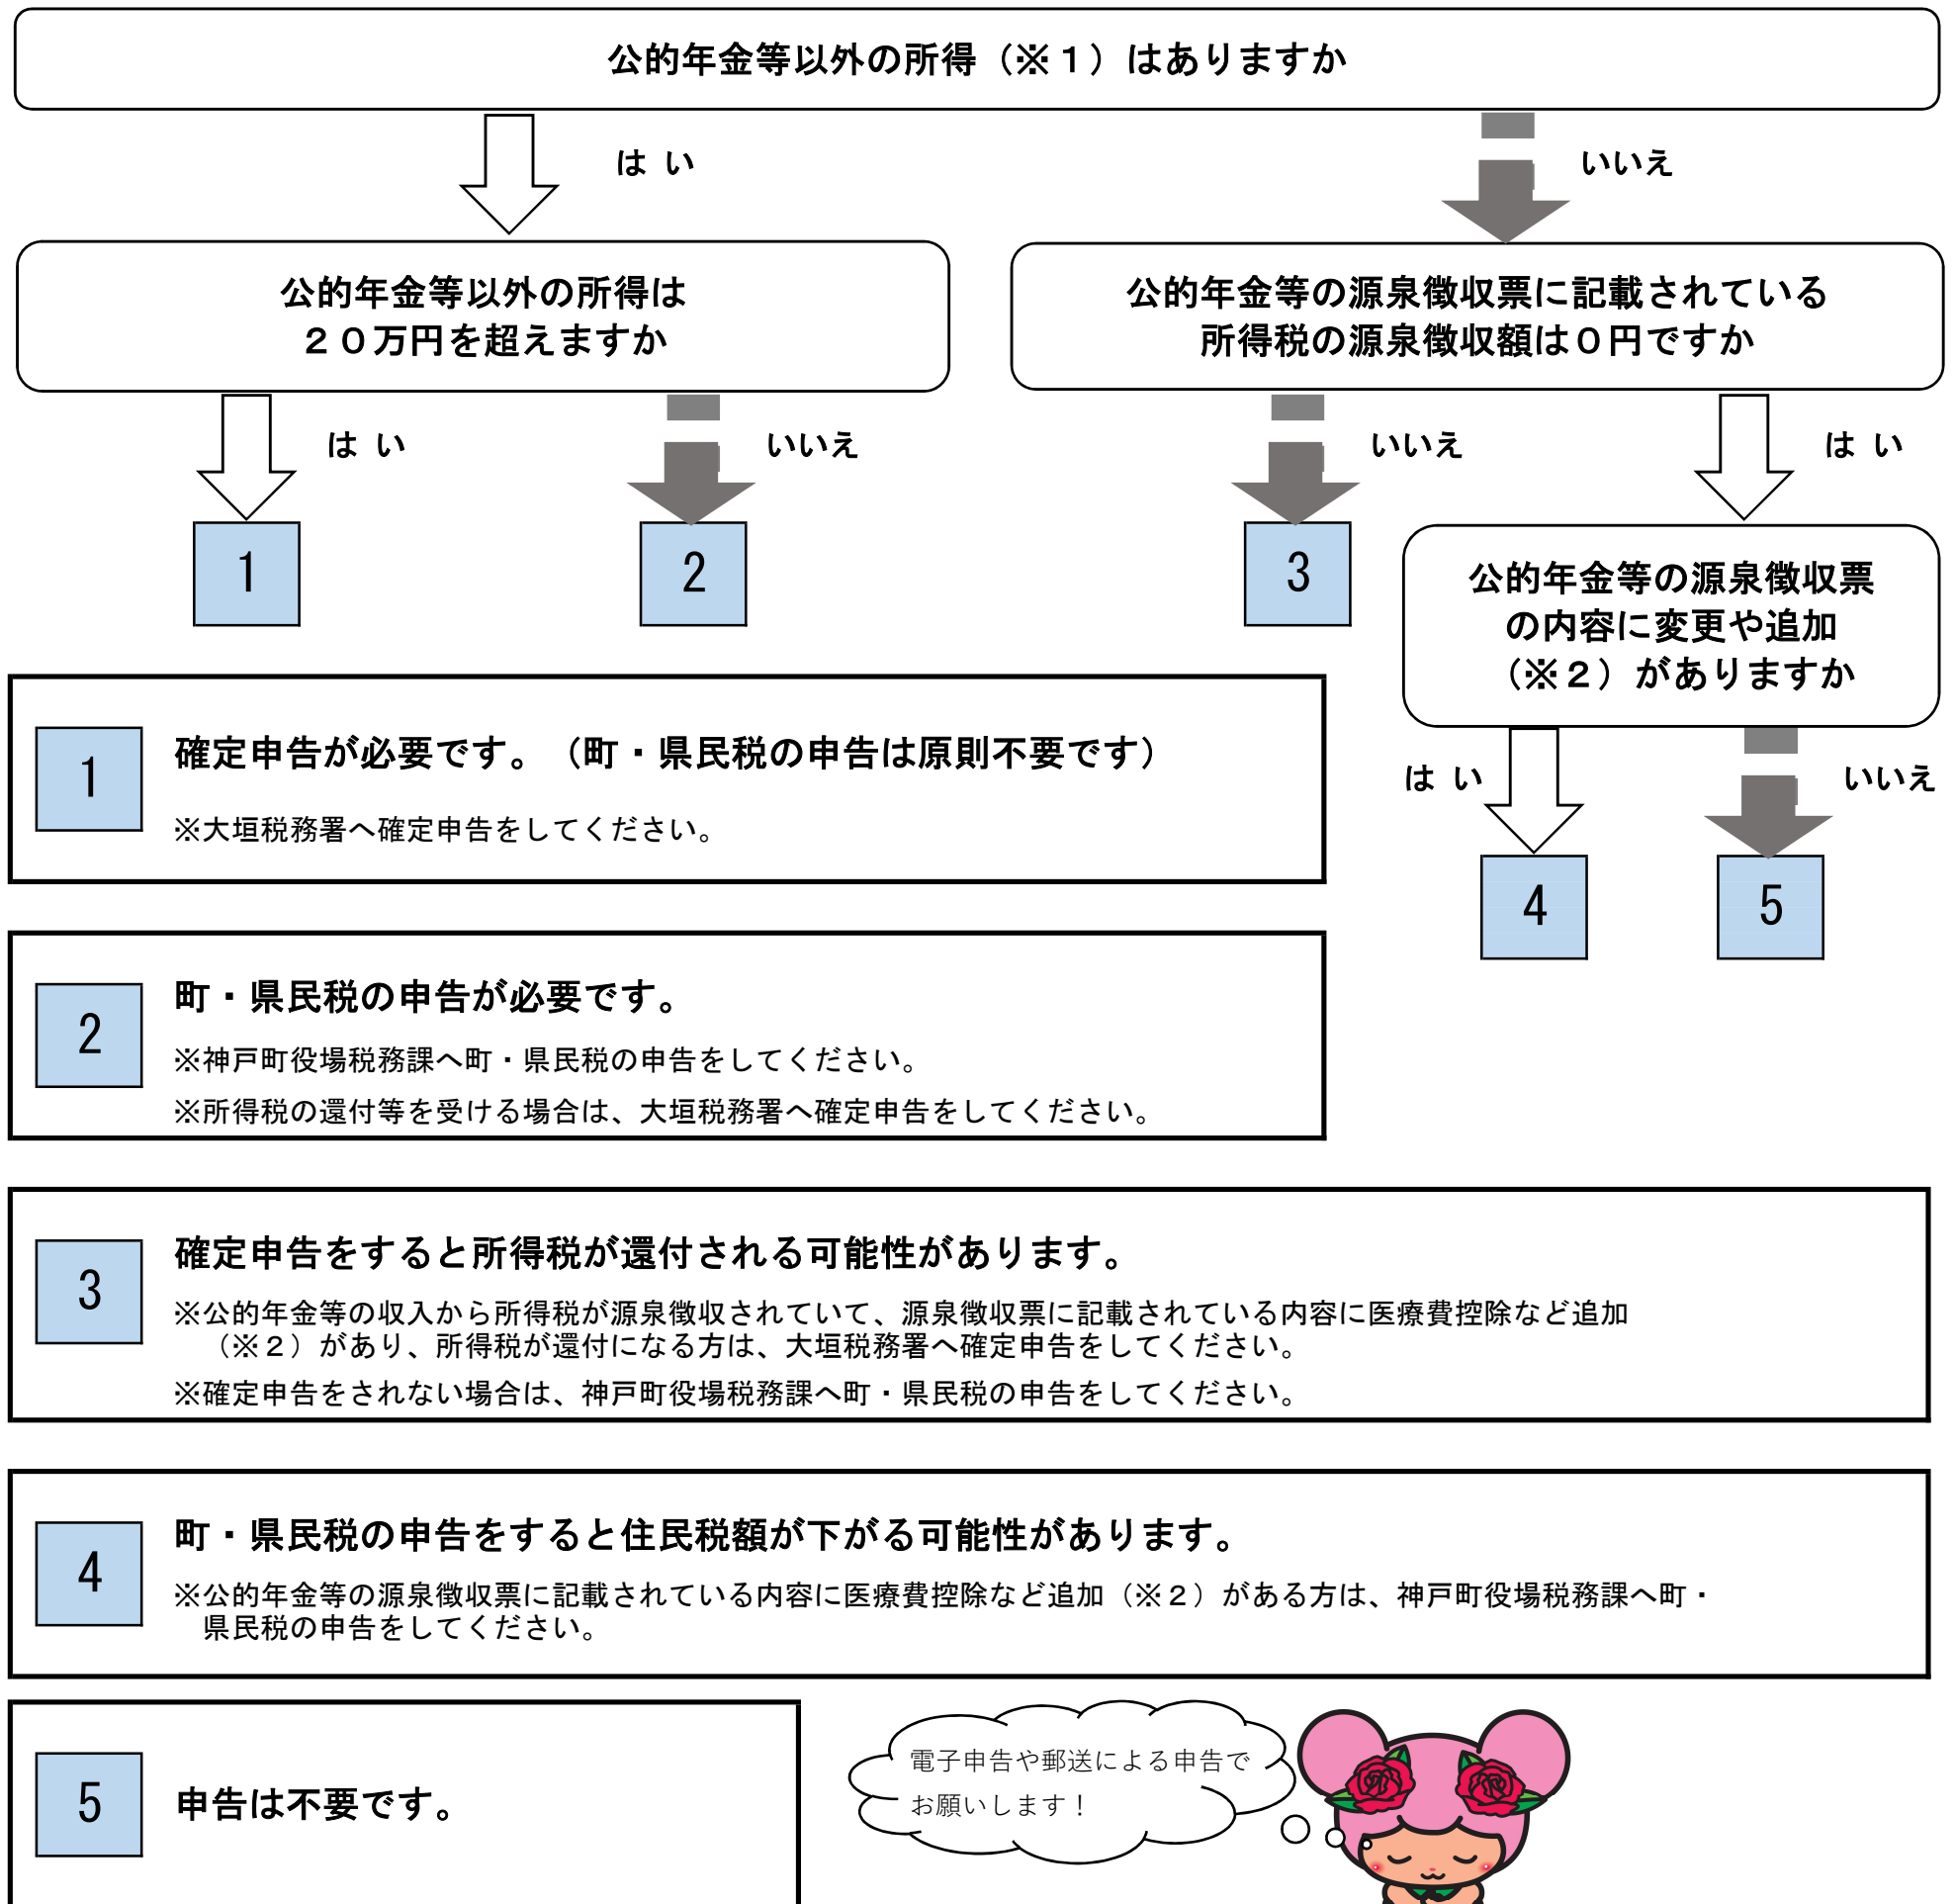 公的年金等以外の所得（※１）はありますか
はい
いいえ
公的年金等以外の所得は
２０万円を超えますか
公的年金等の源泉徴収票に記載されている
所得税の源泉徴収額は０円ですか
はい
いいえ
いいえ
はい
1
2
3
公的年金等の源泉徴収票
の内容に変更や追加
（※２）がありますか
はい
いいえ
4
5
1
確定申告が必要です。（町・県民税の申告は原則不要です）
※大垣税務署へ確定申告をしてください。
2
町・県民税の申告が必要です。
※神戸町役場税務課へ町・県民税の申告をしてください。
※所得税の還付等を受ける場合は、大垣税務署へ確定申告をしてください。
3
確定申告をすると所得税が還付される可能性があります。
※公的年金等の収入から所得税が源泉徴収されていて、源泉徴収票に記載されている内容に医療費控除など追加
（※２）があり、所得税が還付になる方は、大垣税務署へ確定申告をしてください。
※確定申告をされない場合は、神戸町役場税務課へ町・県民税の申告をしてください。
4
町・県民税の申告をすると住民税額が下がる可能性があります。
※公的年金等の源泉徴収票に記載されている内容に医療費控除など追加（※２）がある方は、神戸町役場税務課へ町・
県民税の申告をしてください。
5
申告は不要です。
電子申告や郵送による申告で
お願いします！